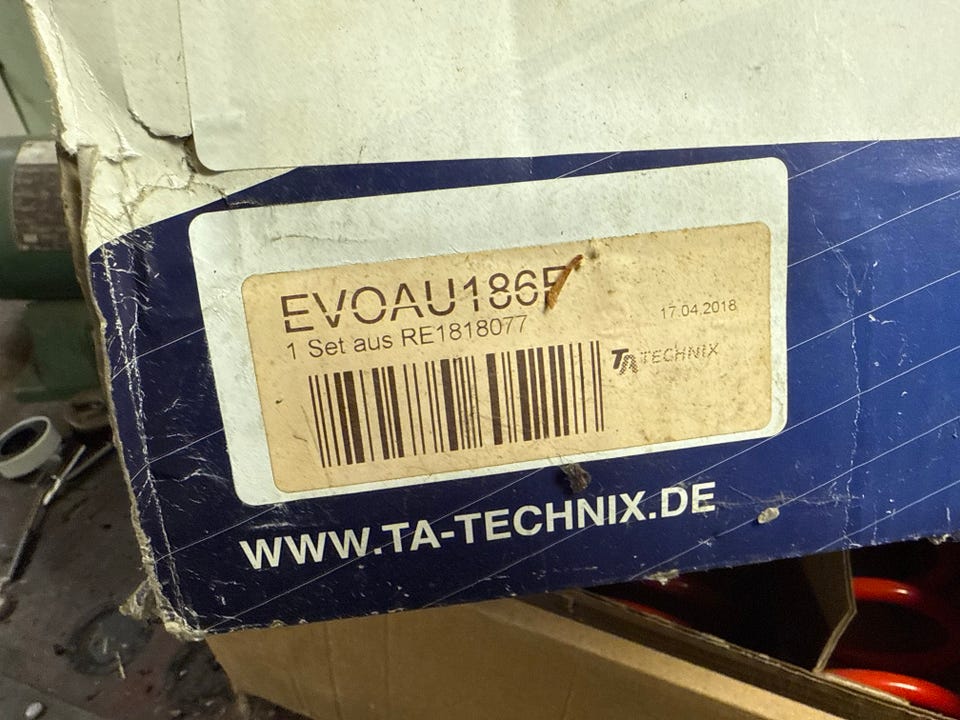 EVOAU186F
1 Set aus RE1818077
17.04.2018
TA TECHNIX
WWW.TA-TECHNIX.DE